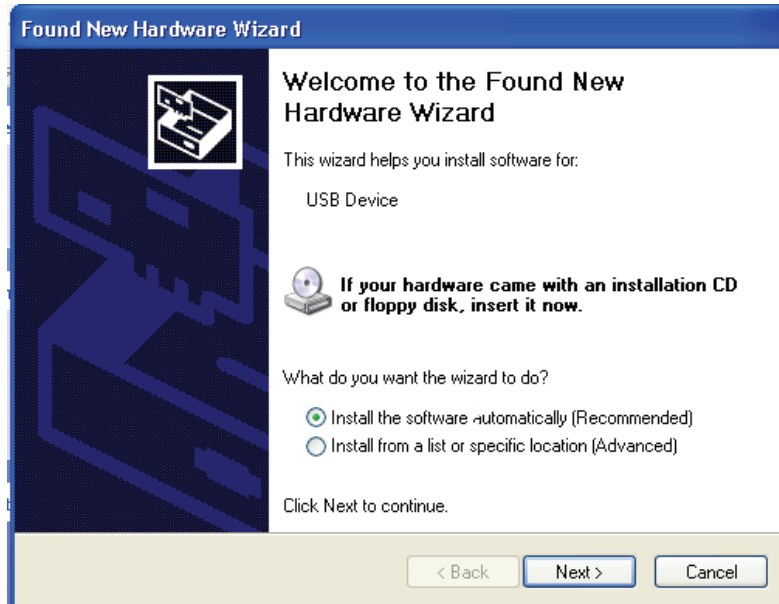 Found New Hardware Wizard
Welcome to the Found New
Hardware Wizard
This wizard helps you install software for:
USB Device
If your hardware came with an installation CD
or floppy disk, insert it now.
What do you want the wizard to do?
Install the software automatically (Recommended)
Install from a list or specific location (Advanced)
Click Next to continue.
< Back Next > Cancel